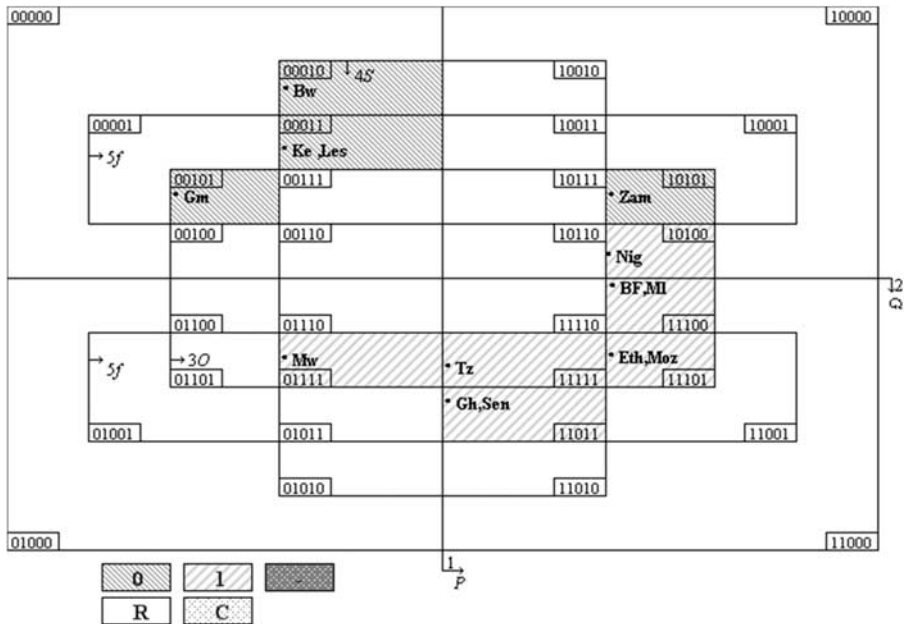 00000 10000
00010 4S 10010
Bw
00001 00011 10011 10001
5f Ke ,Les
00101 00111 10111 10101
Gm Zam
00100 00110 10110 10100
Nig
2
BF,Ml G
01100 01110 11110 11100
5f 3O Mw Tz Eth,Moz
01101 01111 11111 11101
Gh,Sen
01001 01011 11011 11001
01010 11010
01000 11000
1
P
0 1 -
R C